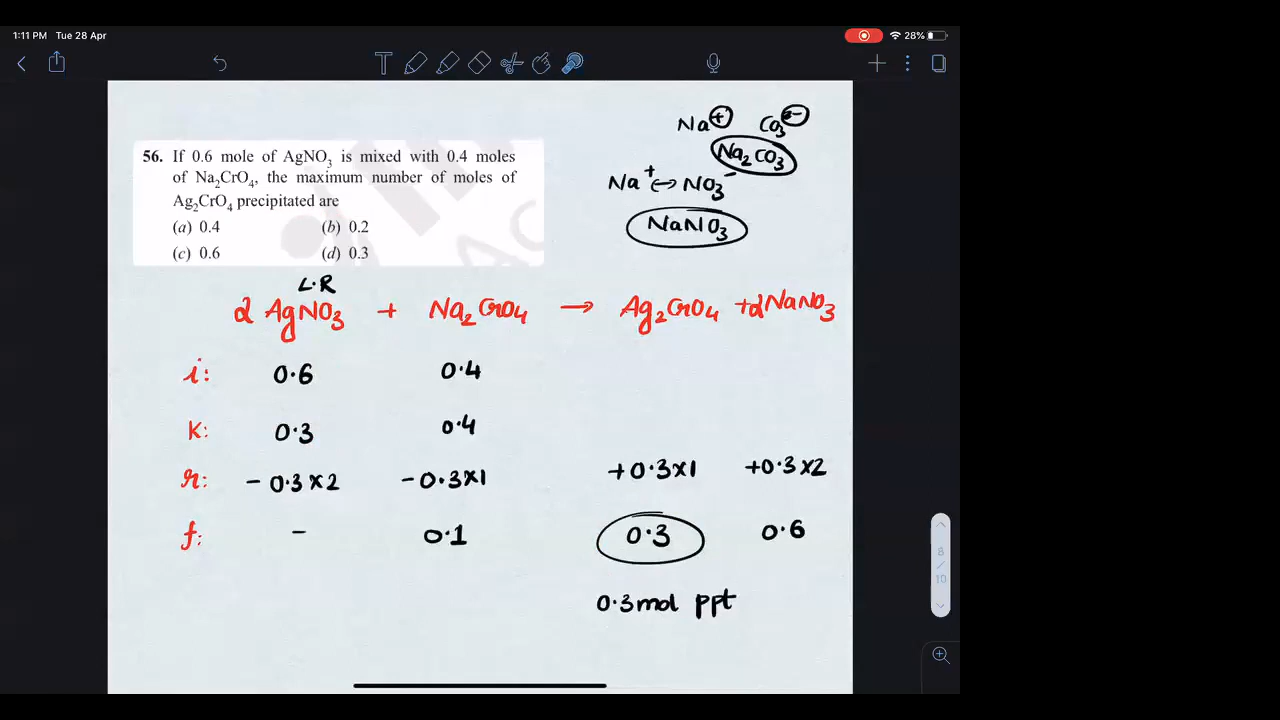 1:11 PM Tue 28 Apr
28%
T
Na⁺ CO₃²⁻
56. If 0.6 mole of AgNO₃ is mixed with 0.4 moles
Na₂CO₃
of Na₂CrO₄, the maximum number of moles of
Na⁺ ↔ NO₃⁻
Ag₂CrO₄ precipitated are
(a) 0.4 (b) 0.2
NaNO₃
(c) 0.6 (d) 0.3
L.R
2 AgNO₃ + Na₂CrO₄ → Ag₂CrO₄ + 2NaNO₃
i: 0.6 0.4
K: 0.3 0.4
r: - 0.3×2 - 0.3×1 +0.3×1 +0.3×2
f: - 0.1 0.3 0.6
0.3mol ppt
8
/
10